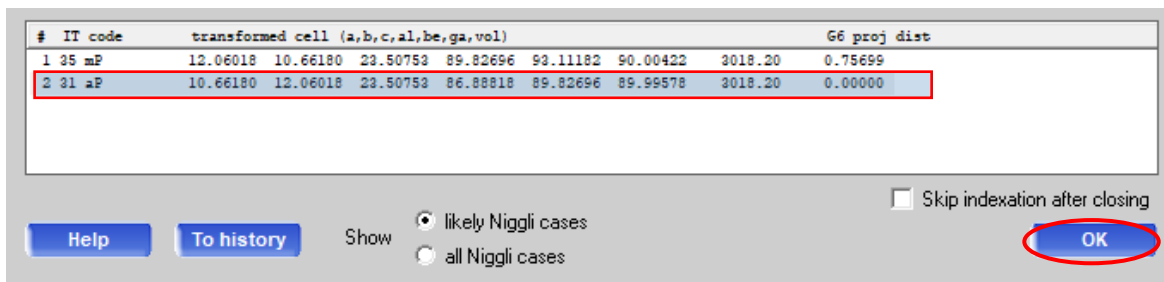 # IT code transformed cell (a,b,c,al,be,ga,vol) G6 proj dist
1 35 mP 12.06018 10.66180 23.50753 89.82696 93.11182 90.00422 3018.20 0.75699
2 31 aP 10.66180 12.06018 23.50753 86.88818 89.82696 89.99578 3018.20 0.00000
Skip indexation after closing
Help To history Show likely Niggli cases OK
all Niggli cases